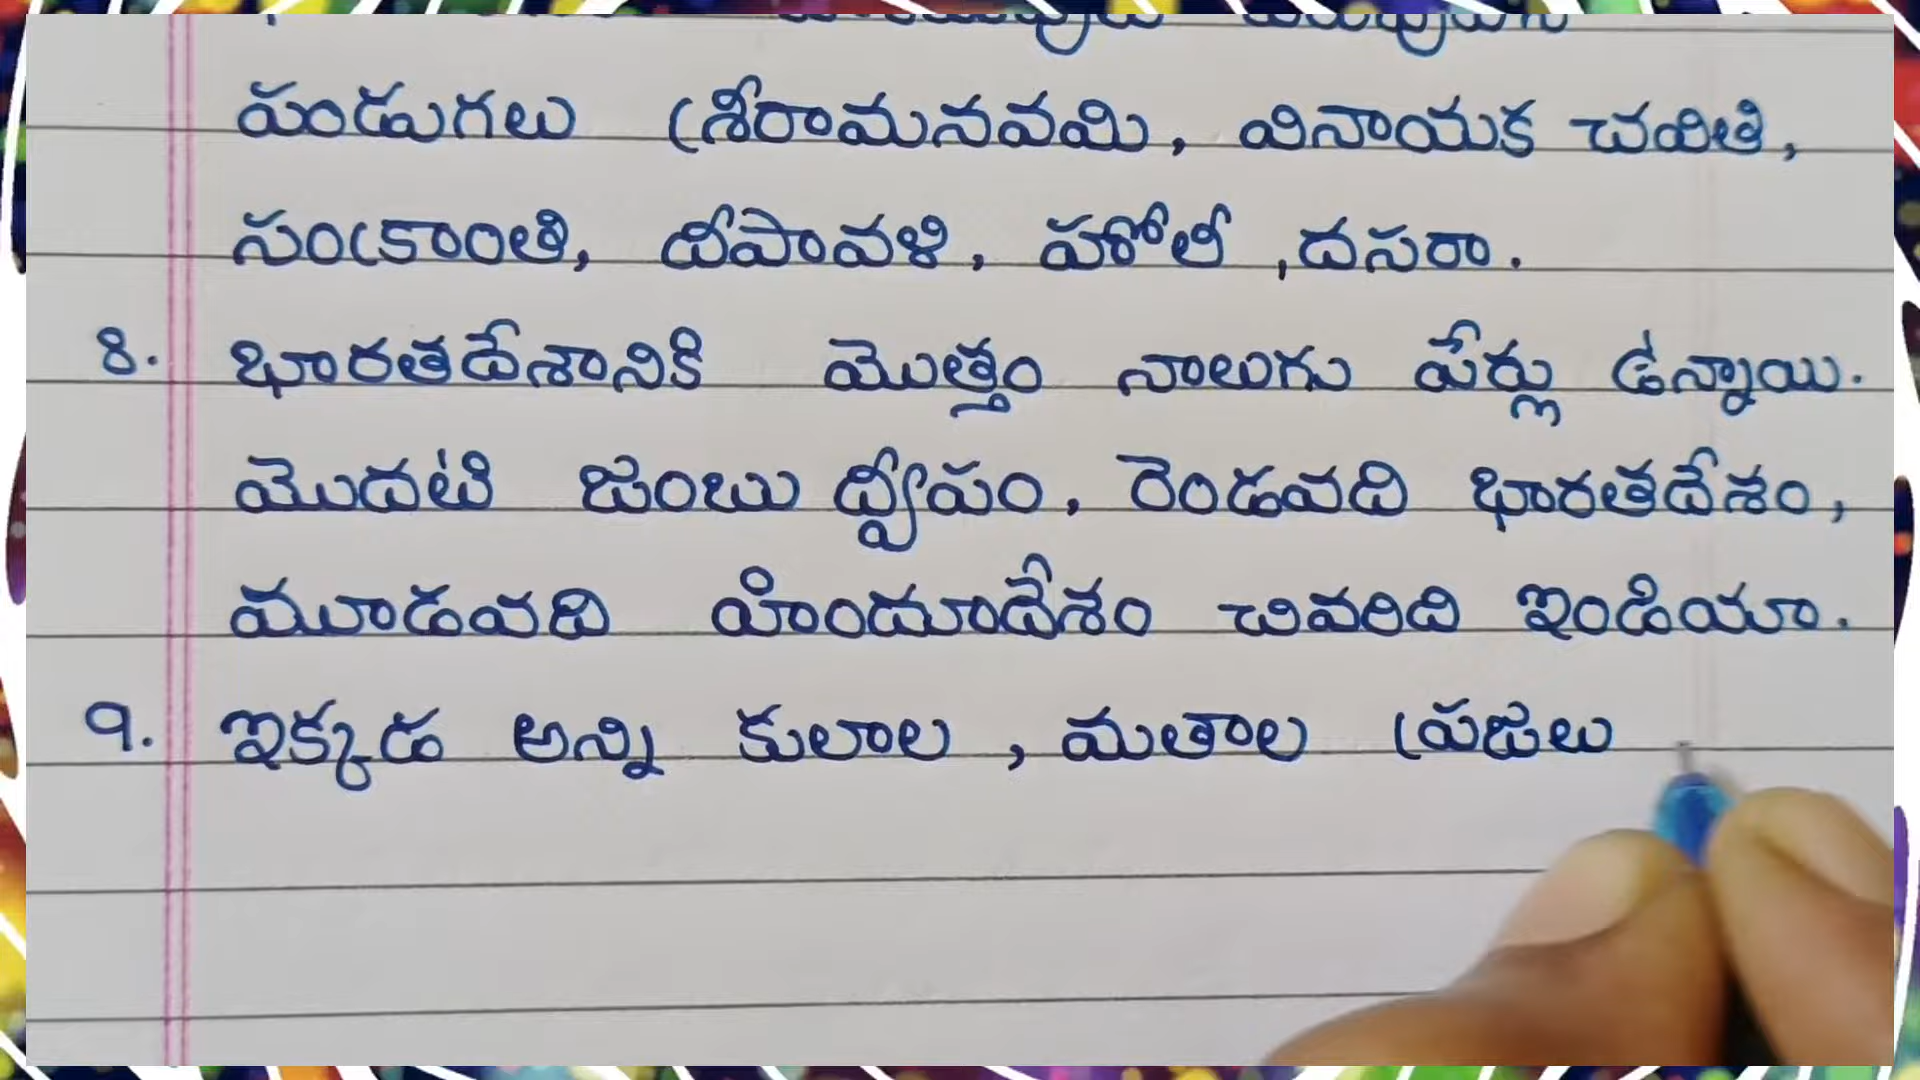 పండుగలు శ్రీరామనవమి, వినాయక చవితి,
సంక్రాంతి, దీపావళి, హోలీ ,దసరా.
8. భారతదేశానికి మొత్తం నాలుగు పేర్లు ఉన్నాయి.
మొదటి జంబు ద్వీపం, రెండవది భారతదేశం,
మూడవది హిందూదేశం చివరిది ఇండియా.
9. ఇక్కడ అన్ని కులాల , మతాల ప్రజలు